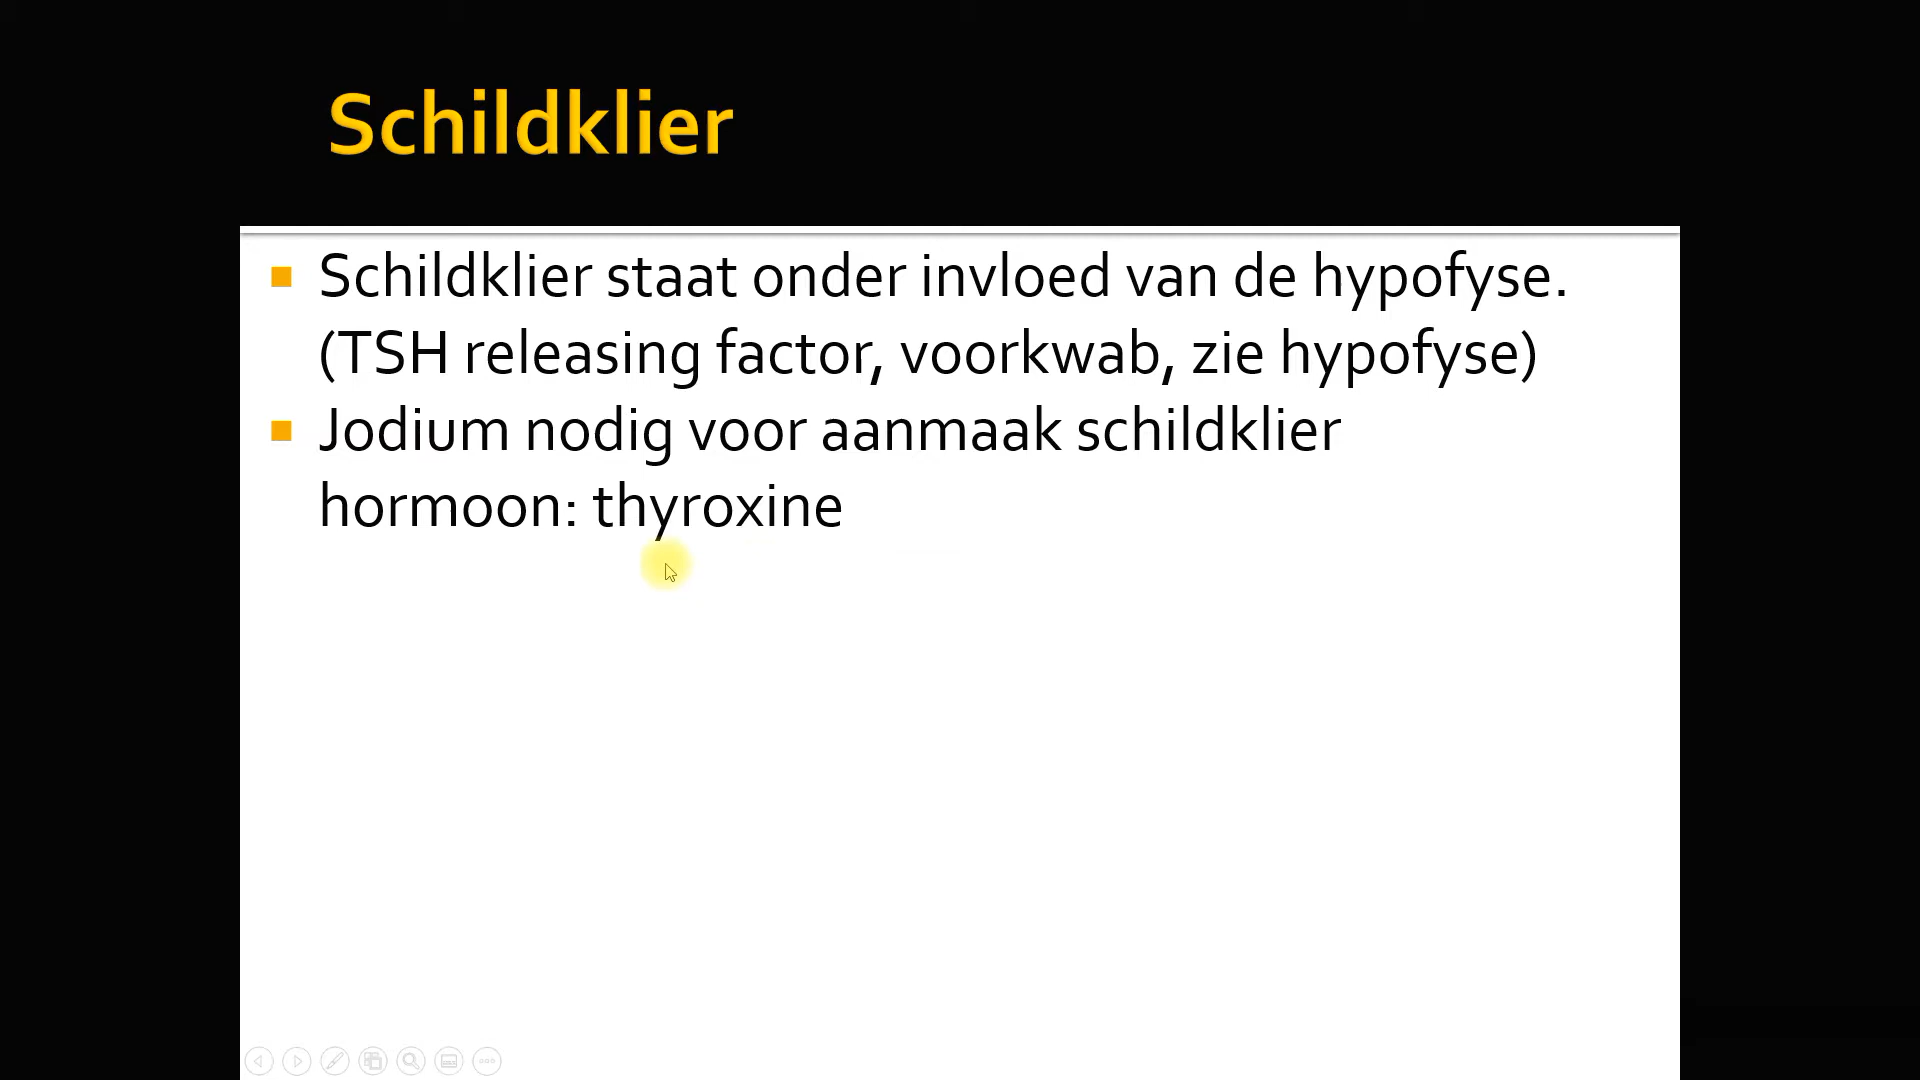 Schildklier
Schildklier staat onder invloed van de hypofyse.
(TSH releasing factor, voorkwab, zie hypofyse)
Jodium nodig voor aanmaak schildklier
hormoon: thyroxine